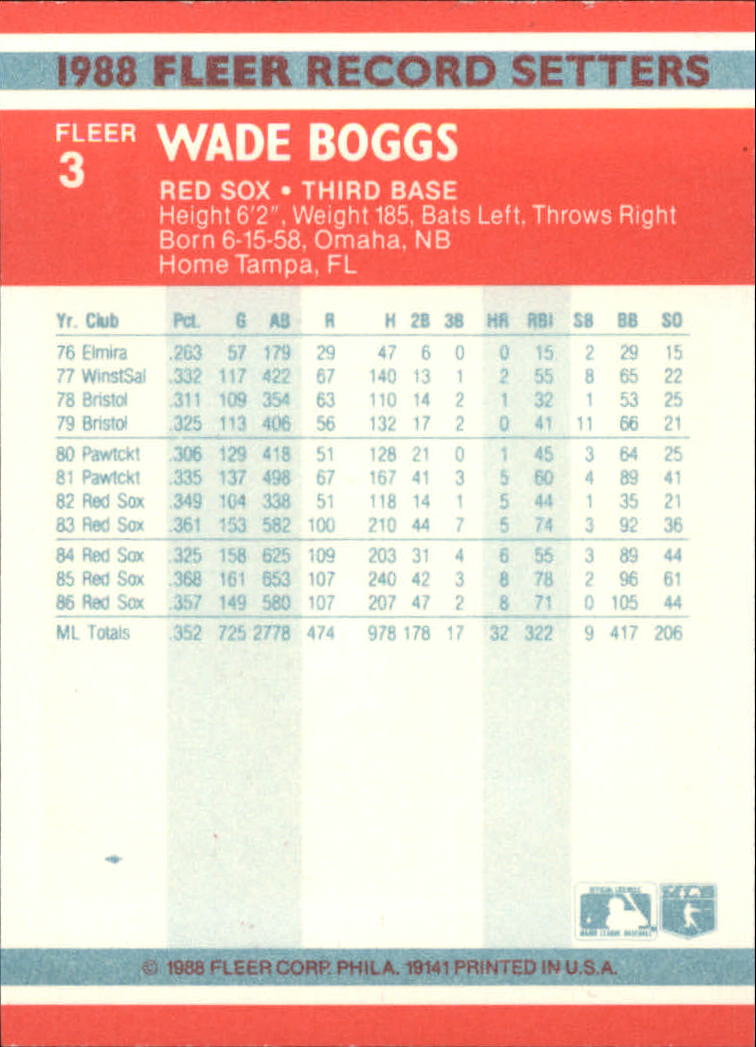 1988 FLEER RECORD SETTERS
FLEER
3
WADE BOGGS
RED SOX • THIRD BASE
Height 6'2", Weight 185, Bats Left, Throws Right
Born 6-15-58, Omaha, NB
Home Tampa, FL
Yr. Club Pct. G AB R H 2B 3B HR RBI SB BB SO
76 Elmira .263 57 179 29 47 6 0 0 15 2 29 15
77 WinstSal .332 117 422 67 140 13 1 2 55 8 65 22
78 Bristol .311 109 354 63 110 14 2 1 32 1 53 25
79 Bristol .325 113 406 56 132 17 2 0 41 11 66 21
80 Pawtckt .306 129 418 51 128 21 0 1 45 3 64 25
81 Pawtckt .335 137 498 67 167 41 3 5 60 4 89 41
82 Red Sox .349 104 338 51 118 14 1 5 44 1 35 21
83 Red Sox .361 153 582 100 210 44 7 5 74 3 92 36
84 Red Sox .325 158 625 109 203 31 4 6 55 3 89 44
85 Red Sox .368 161 653 107 240 42 3 8 78 2 96 61
86 Red Sox .357 149 580 107 207 47 2 8 71 0 105 44
ML Totals .352 725 2778 474 978 178 17 32 322 9 417 206
MAJOR LEAGUE BASEBALL
© 1988 FLEER CORP. PHILA. 19141 PRINTED IN U.S.A.